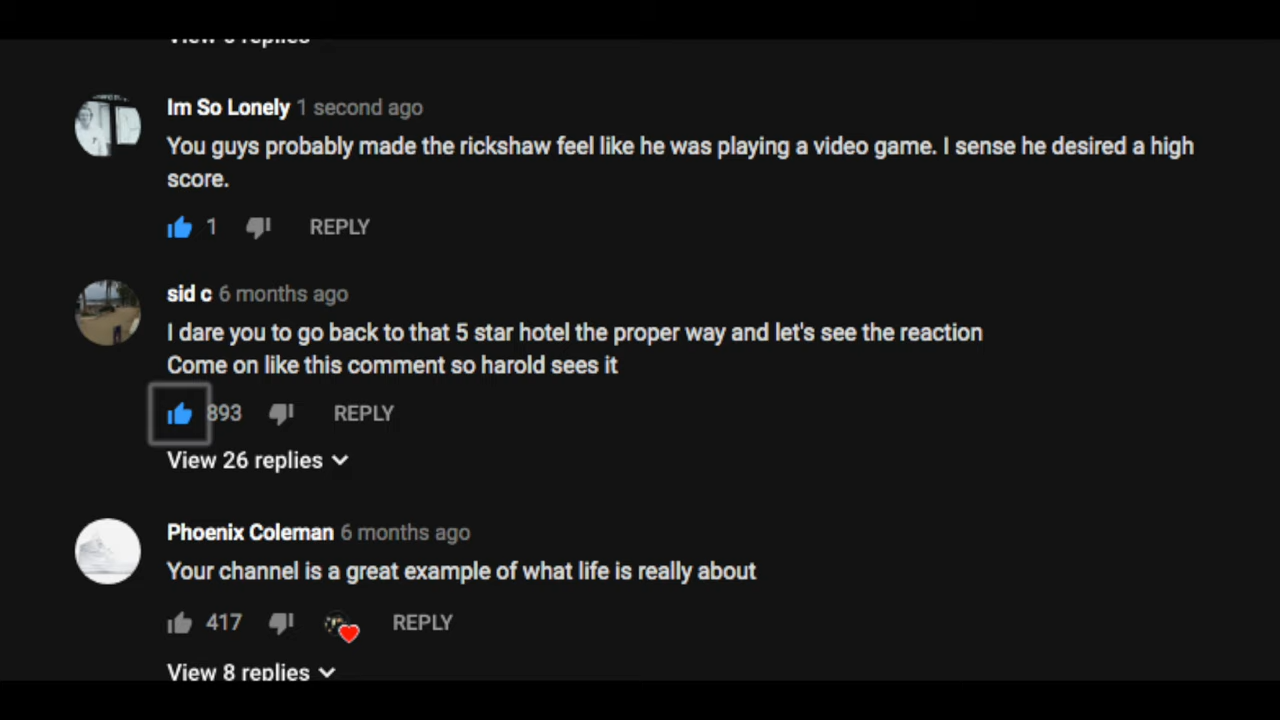 View 6 replies
Im So Lonely 1 second ago
You guys probably made the rickshaw feel like he was playing a video game. I sense he desired a high
score.
1 REPLY
sid c 6 months ago
I dare you to go back to that 5 star hotel the proper way and let's see the reaction
Come on like this comment so harold sees it
893 REPLY
View 26 replies
Phoenix Coleman 6 months ago
Your channel is a great example of what life is really about
417 REPLY
View 8 replies